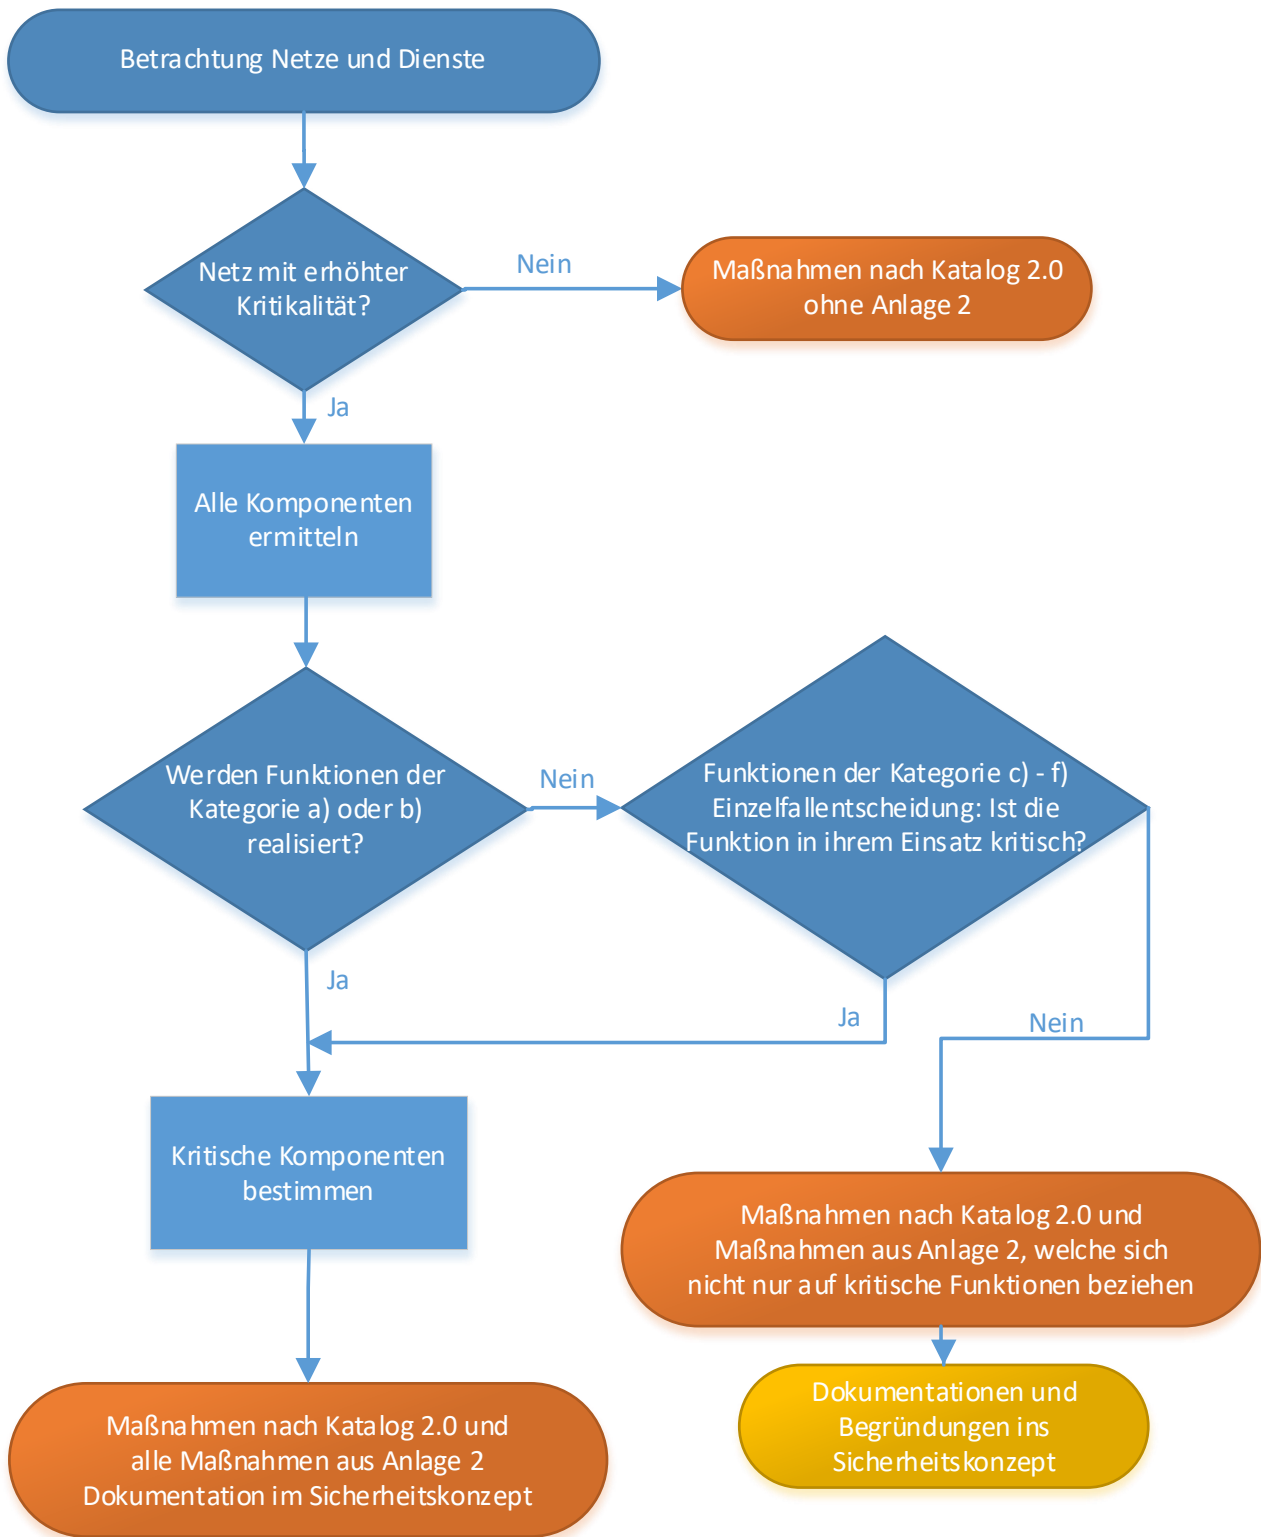 Betrachtung Netze und Dienste
Netz mit erhöhter
Kritikalität?
Nein
Maßnahmen nach Katalog 2.0
ohne Anlage 2
Ja
Alle Komponenten
ermitteln
Werden Funktionen der
Kategorie a) oder b)
realisiert?
Nein
Funktionen der Kategorie c) - f)
Einzelfallentscheidung: Ist die
Funktion in ihrem Einsatz kritisch?
Ja
Ja
Nein
Kritische Komponenten
bestimmen
Maßnahmen nach Katalog 2.0 und
Maßnahmen aus Anlage 2, welche sich
nicht nur auf kritische Funktionen beziehen
Dokumentationen und
Begründungen ins
Sicherheitskonzept
Maßnahmen nach Katalog 2.0 und
alle Maßnahmen aus Anlage 2
Dokumentation im Sicherheitskonzept